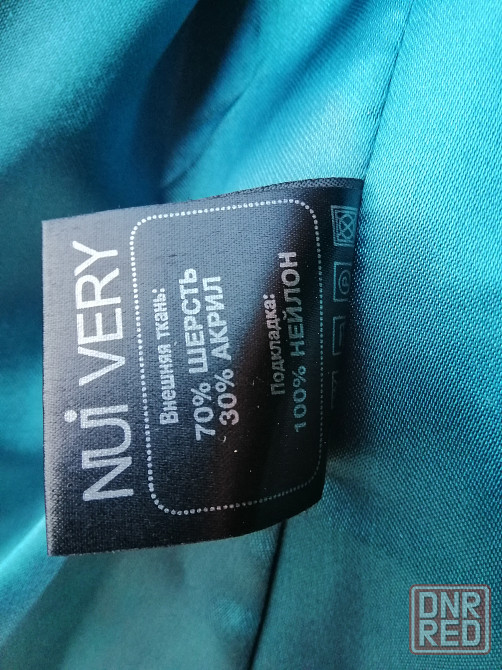 NUi VERY
Внешняя ткань:
70% ШЕРСТЬ
30% АКРИЛ
Подкладка:
100% НЕЙЛОН
DNR
RED